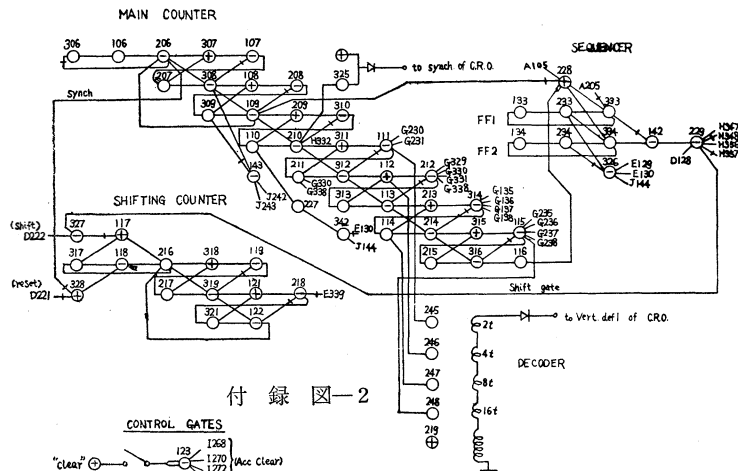 MAIN COUNTER
306 106 206 307 107
207 308 108 208
309 109 209 310
325 to synch of C.R.O.
Synch
110 210 H332 311 111 G230
G231
143 J242
J243
211 G330
G338 312 112 212 G329
G330
G331
G338
227 313 113 213 314 G135
G136
G137
G138
342 E130
J144
114 214 315 115 G235
G236
G237
G238
215 316 116
SEQUENCER
A105 228 A205
133 293 393
FF1
134 294 394 142 229
FF2
326 E129
E130
J144
D128
H367
H387
SHIFTING COUNTER
(Shift)
D222 327 117
317 118 216 318 119
(reset)
D221 328
217 319 121 218 E339
321 122
Shift gate
245
246
247
248
219
2t
4t
8t
16t
to Vert. defl of C.R.O.
DECODER
付 録 図—2
CONTROL GATES
"Clear" 123 I268
I270
I272
(Acc Clear)